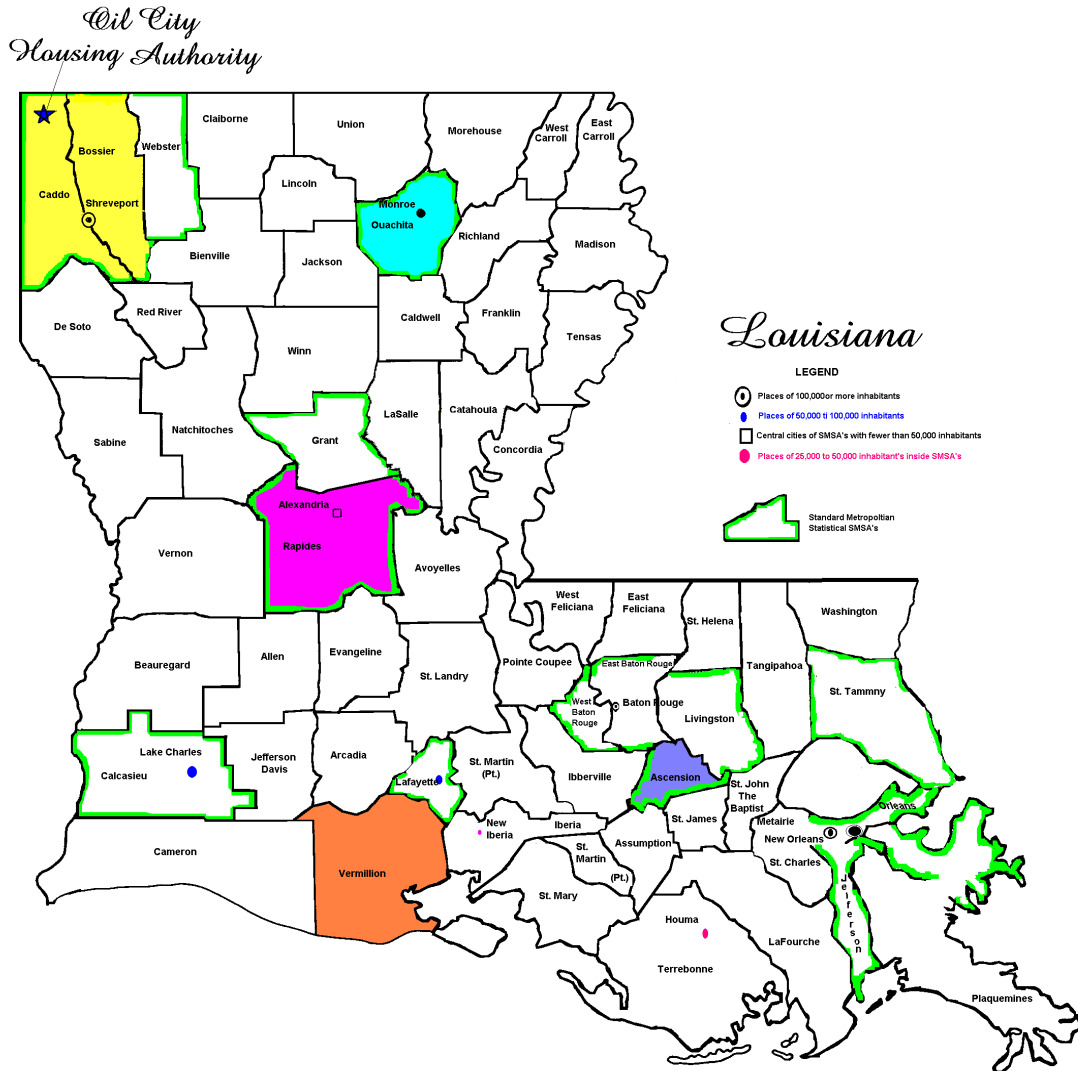 Oil City
Housing Authority
Claiborne
Union
Morehouse
West
Carroll
East
Carroll
Bossier
Webster
Lincoln
Caddo
Shreveport
Monroe
Ouachita
Richland
Madison
Bienville
Jackson
Red River
De Soto
Caldwell
Franklin
Tensas
Winn
Louisiana
LEGEND
Places of 100,000or more inhabitants
Places of 50,000 ti 100,000 inhabitants
Central cities of SMSA's with fewer than 50,000 inhabitants
Places of 25,000 to 50,000 inhabitant's inside SMSA's
Standard Metropoltian
Statistical SMSA's
LaSalle
Catahoula
Natchitoches
Sabine
Grant
Concordia
Alexandria
Rapides
Vernon
Avoyelles
West
Feliciana
East
Feliciana
St. Helena
Washington
Beauregard
Allen
Evangeline
St. Landry
Pointe Coupee
East Baton Rouge
Tangipahoa
St. Tammny
West
Baton
Rouge
Baton Rouge
Livingston
Lake Charles
Calcasieu
Jefferson
Davis
Arcadia
Lafayette
St. Martin
(Pt.)
Ibberville
Ascension
St. John
The
Baptist
Orleans
Metairie
New Orleans
St. Charles
St. James
Assumption
New
Iberia
Iberia
St.
Martin
(Pt.)
St. Mary
Cameron
Vermillion
Jefferson
Houma
Terrebonne
LaFourche
Plaquemines